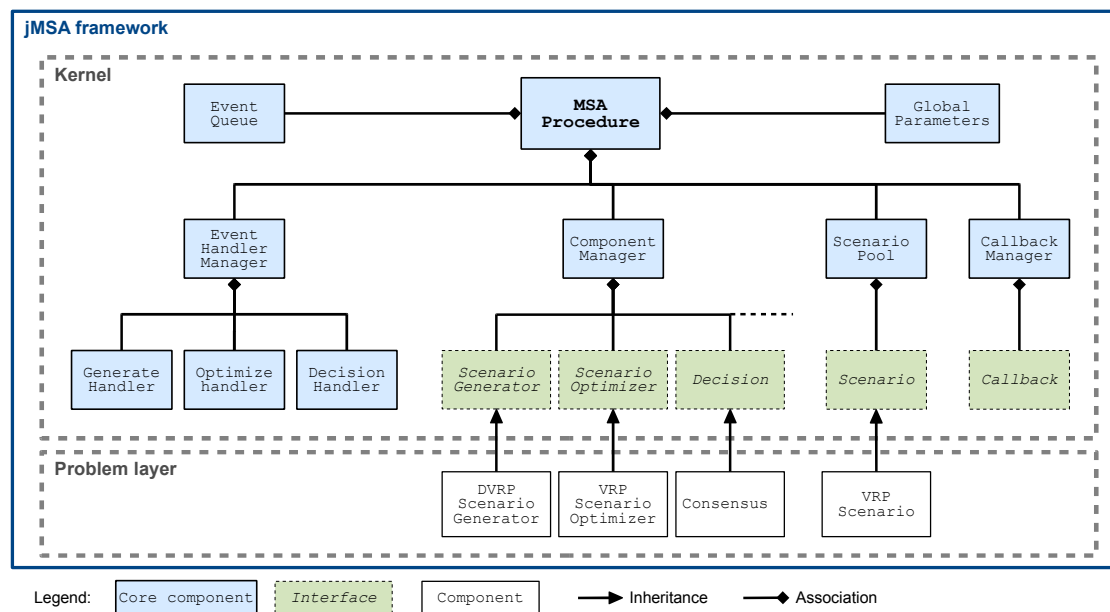 jMSA framework
Kernel
Event
Queue
MSA
Procedure
Global
Parameters
Event
Handler
Manager
Component
Manager
Scenario
Pool
Callback
Manager
Generate
Handler
Optimize
handler
Decision
Handler
Scenario
Generator
Scenario
Optimizer
Decision
Scenario
Callback
Problem layer
DVRP
Scenario
Generator
VRP
Scenario
Optimizer
Consensus
VRP
Scenario
Legend:
Core component
Interface
Component
Inheritance
Association